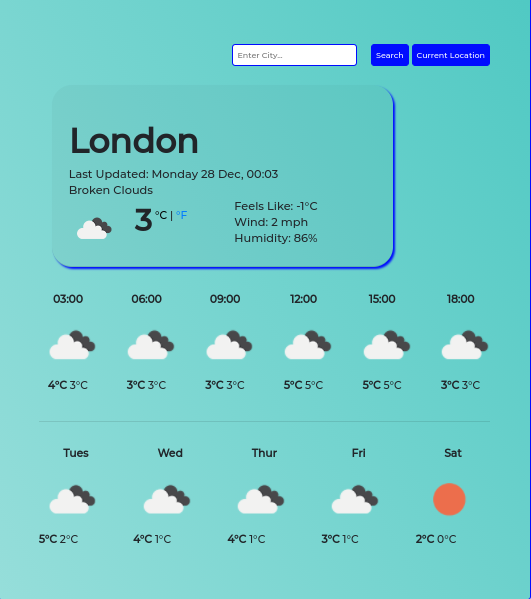 Enter City...
Search
Current Location
London
Last Updated: Monday 28 Dec, 00:03
Broken Clouds
3 °C | °F
Feels Like: -1°C
Wind: 2 mph
Humidity: 86%
03:00 06:00 09:00 12:00 15:00 18:00
4°C 3°C 3°C 3°C 3°C 3°C 5°C 5°C 5°C 5°C 3°C 3°C
Tues Wed Thur Fri Sat
5°C 2°C 4°C 1°C 4°C 1°C 3°C 1°C 2°C 0°C